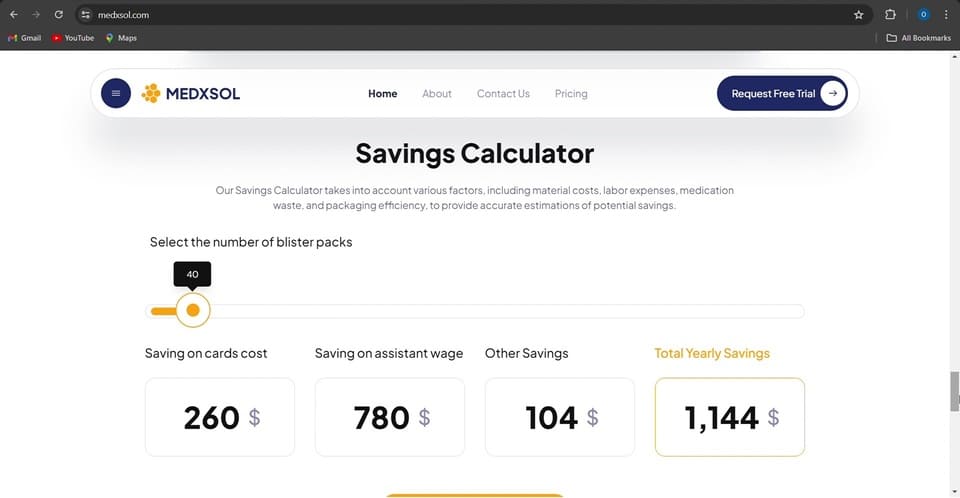 medxsol.com
O
Gmail
YouTube
Maps
All Bookmarks
MEDXSOL
Home
About
Contact Us
Pricing
Request Free Trial
Savings Calculator
Our Savings Calculator takes into account various factors, including material costs, labor expenses, medication
waste, and packaging efficiency, to provide accurate estimations of potential savings.
Select the number of blister packs
40
Saving on cards cost
Saving on assistant wage
Other Savings
Total Yearly Savings
260 $
780 $
104 $
1,144 $